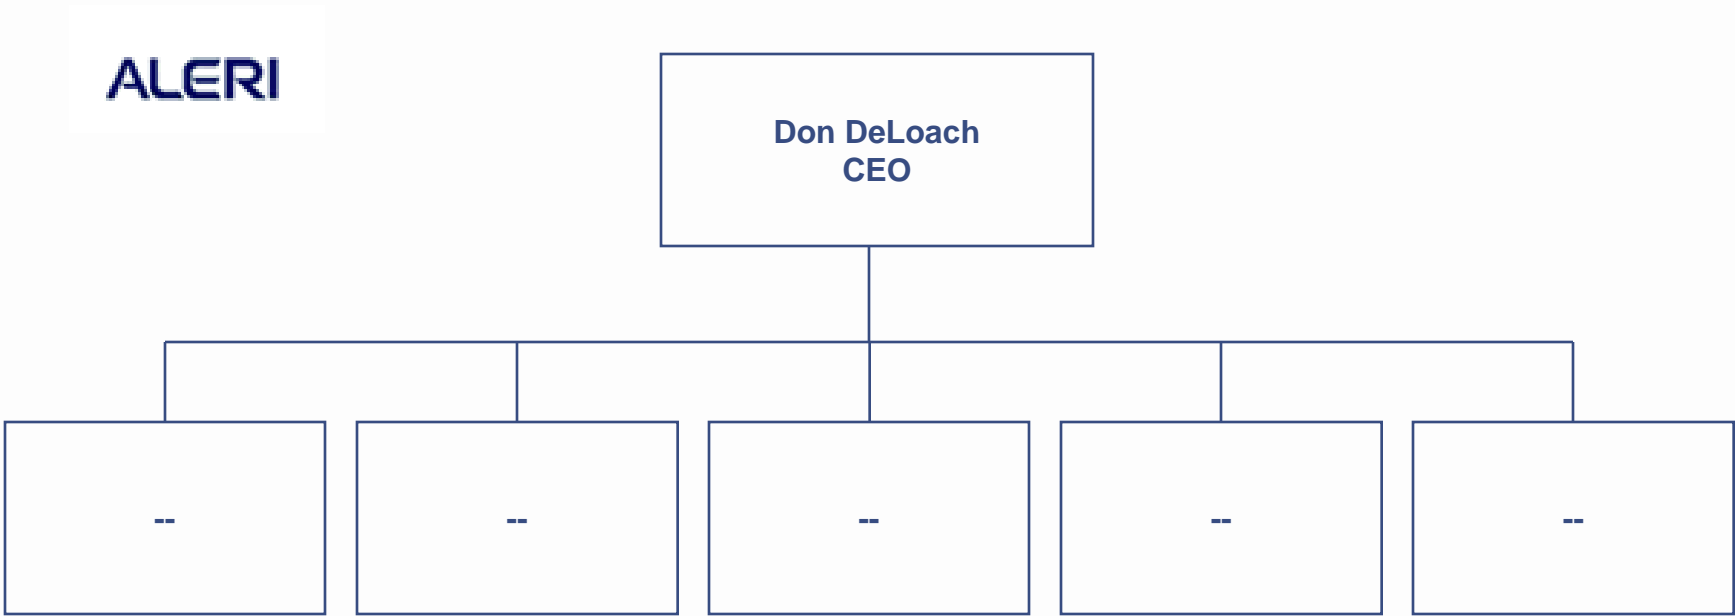 ALERI
Don DeLoach
CEO
--
--
--
--
--